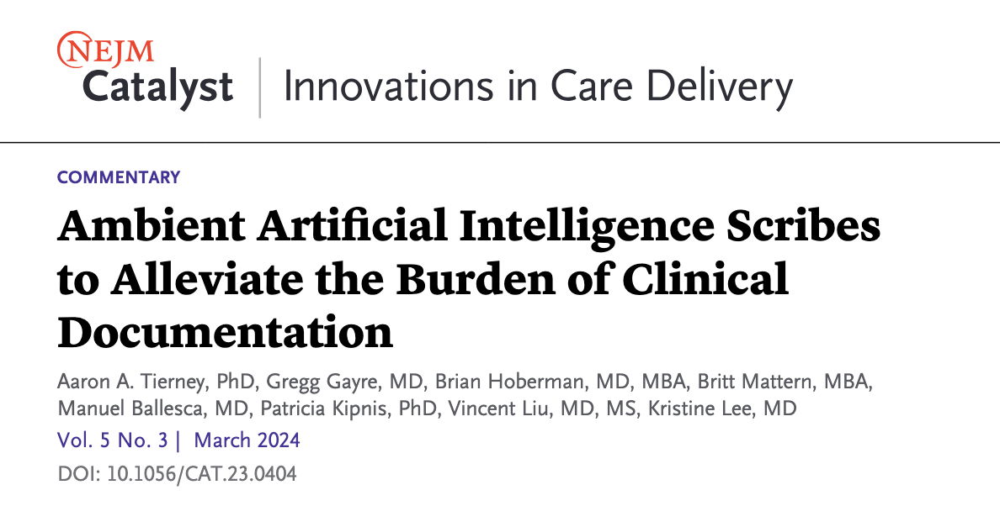 NEJM
Catalyst | Innovations in Care Delivery
COMMENTARY
Ambient Artificial Intelligence Scribes
to Alleviate the Burden of Clinical
Documentation
Aaron A. Tierney, PhD, Gregg Gayre, MD, Brian Hoberman, MD, MBA, Britt Mattern, MBA,
Manuel Ballesca, MD, Patricia Kipnis, PhD, Vincent Liu, MD, MS, Kristine Lee, MD
Vol. 5 No. 3 | March 2024
DOI: 10.1056/CAT.23.0404